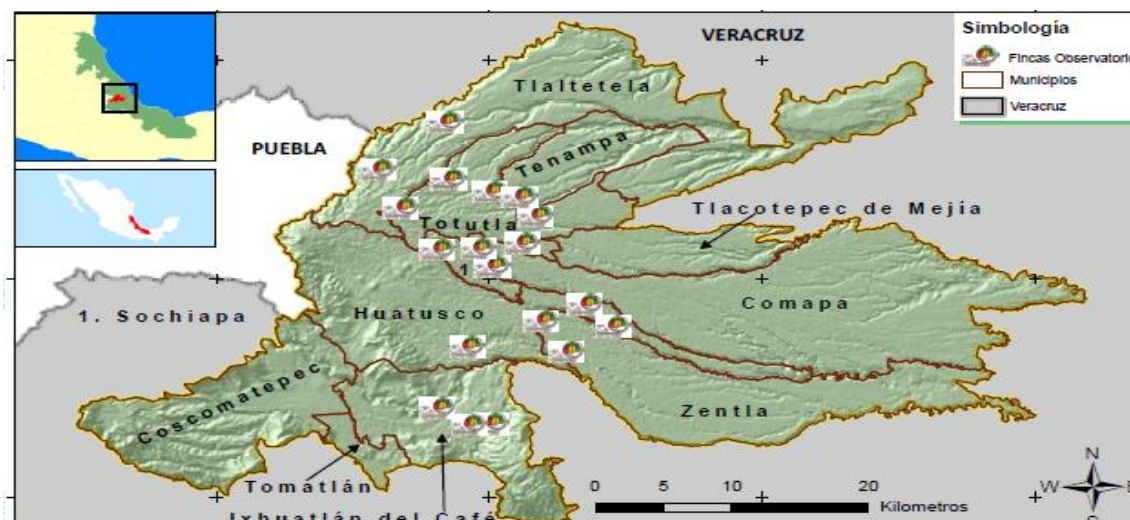 VERACRUZ
Simbología
Fincas Observatorio
Municipios
Veracruz
PUEBLA
Tlaltetela
Tenampa
Totutla
Tlacotepec de Mejía
1
1. Sochiapa
Huatusco
Comapa
Coscomatepec
Zentla
Tomatlán
Ixhuatlán del Café
0 5 10 20
Kilometros
N
W E